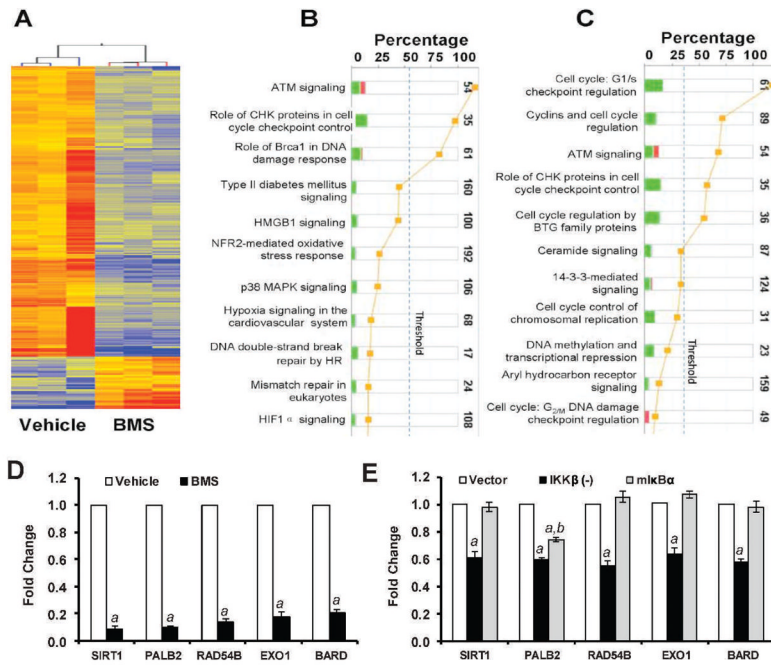 A
Vehicle BMS
B
Percentage
0 25 50 75 100
ATM signaling 54
Role of CHK proteins in cell
cycle checkpoint control 35
Role of Brca1 in DNA
damage response 61
Type II diabetes mellitus
signaling 160
HMGB1 signaling 100
NFR2-mediated oxidative
stress response 192
p38 MAPK signaling 106
Hypoxia signaling in the
cardiovascular system 68
DNA double-strand break
repair by HR 17
Mismatch repair in
eukaryotes 24
HIF1 α signaling 108
Threshold
C
Percentage
0 25 50 75 100
Cell cycle: G1/s
checkpoint regulation 61
Cyclins and cell cycle
regulation 89
ATM signaling 54
Role of CHK proteins in cell
cycle checkpoint control 35
Cell cycle regulation by
BTG family proteins 36
Ceramide signaling 87
14-3-3-mediated
signaling 124
Cell cycle control of
chromosomal replication 31
DNA methylation and
transcriptional repression 23
Aryl hydrocarbon receptor
signaling 159
Cell cycle: G2/M DNA damage
checkpoint regulation 49
Threshold
D
Vehicle BMS
Fold Change
1.2
1.0
0.8
0.6
0.4
0.2
0.0
a a a a a
SIRT1 PALB2 RAD54B EXO1 BARD
E
Vector IKKβ (-) mIκBα
Fold Change
1.2
1.0
0.8
0.6
0.4
0.2
0.0
a a a,b a a a
SIRT1 PALB2 RAD54B EXO1 BARD